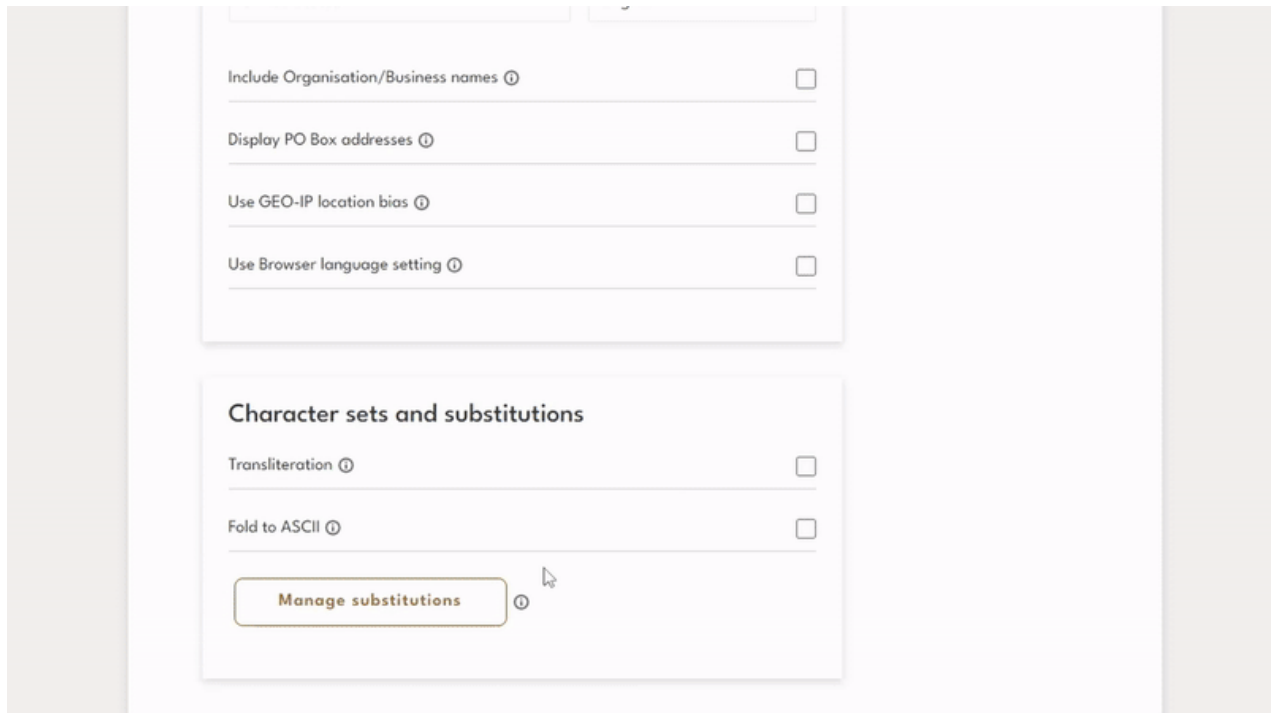 Include Organisation/Business names
Display PO Box addresses
Use GEO-IP location bias
Use Browser language setting
Character sets and substitutions
Transliteration
Fold to ASCII
Manage substitutions